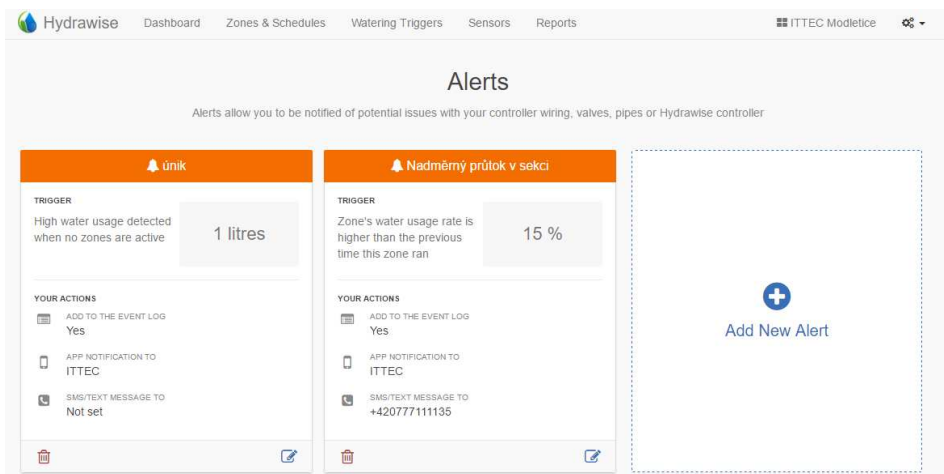 Hydrawise Dashboard Zones & Schedules Watering Triggers Sensors Reports ITTEC Modletice
Alerts
Alerts allow you to be notified of potential issues with your controller wiring, valves, pipes or Hydrawise controller
únik
TRIGGER
High water usage detected
when no zones are active
1 litres
YOUR ACTIONS
ADD TO THE EVENT LOG
Yes
APP NOTIFICATION TO
ITTEC
SMS/TEXT MESSAGE TO
Not set
Nadměrný průtok v sekci
TRIGGER
Zone's water usage rate is
higher than the previous
time this zone ran
15 %
YOUR ACTIONS
ADD TO THE EVENT LOG
Yes
APP NOTIFICATION TO
ITTEC
SMS/TEXT MESSAGE TO
+420777111135
Add New Alert